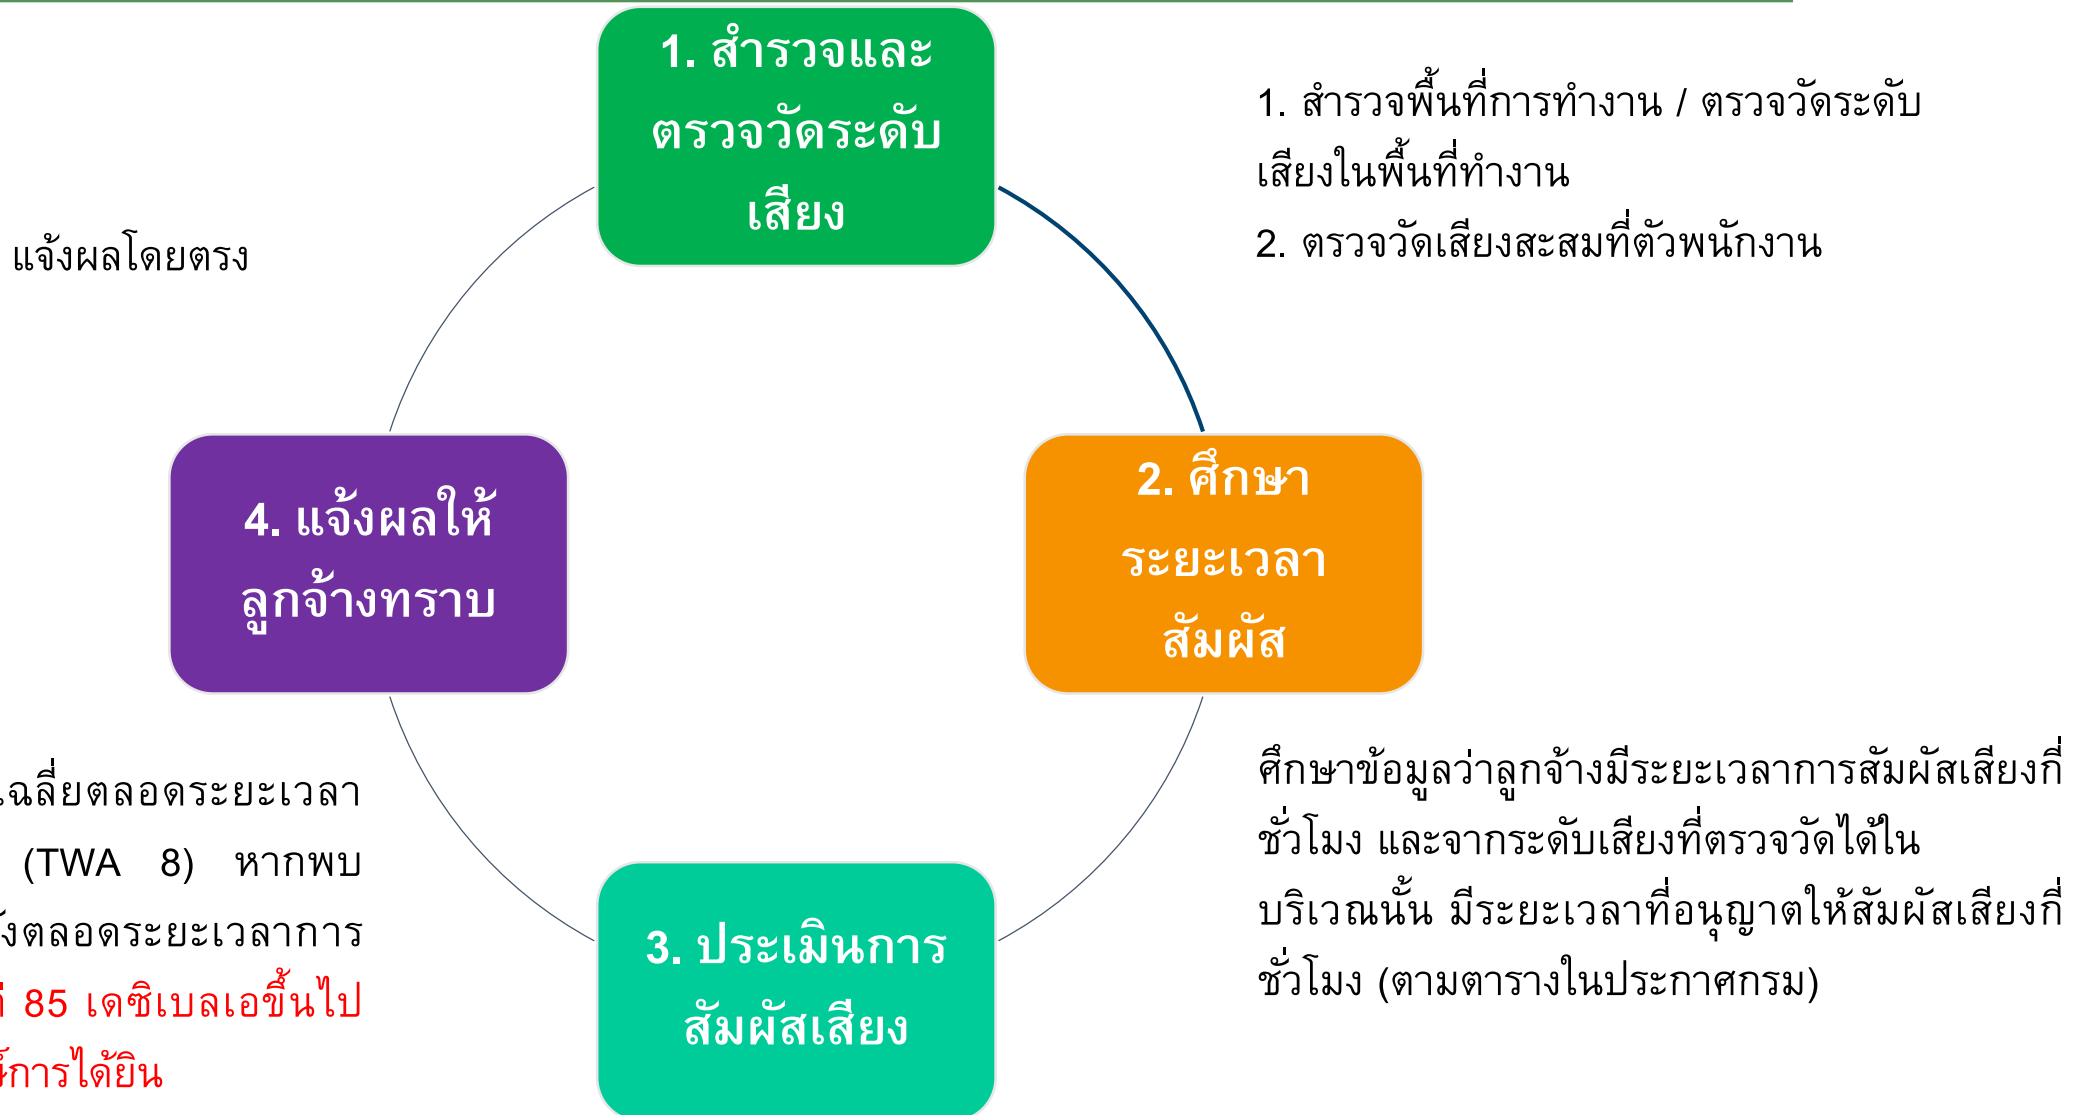 1. สำรวจและ
ตรวจวัดระดับ
เสียง
1. สำรวจพื้นที่การทำงาน / ตรวจวัดระดับ
เสียงในพื้นที่ทำงาน
2. ตรวจวัดเสียงสะสมที่ตัวพนักงาน
แจ้งผลโดยตรง
2. ศึกษา
ระยะเวลา
สัมผัส
4. แจ้งผลให้
ลูกจ้างทราบ
ศึกษาข้อมูลว่าลูกจ้างมีระยะเวลาการสัมผัสเสียงกี่
ชั่วโมง และจากระดับเสียงที่ตรวจวัดได้ใน
บริเวณนั้น มีระยะเวลาที่อนุญาตให้สัมผัสเสียงกี่
ชั่วโมง (ตามตารางในประกาศกรม)
3. ประเมินการ
สัมผัสเสียง
เฉลี่ยตลอดระยะเวลา
(TWA 8) หากพบ
ตลอดระยะเวลาการ
85 เดซิเบลเอขึ้นไป
การได้ยิน